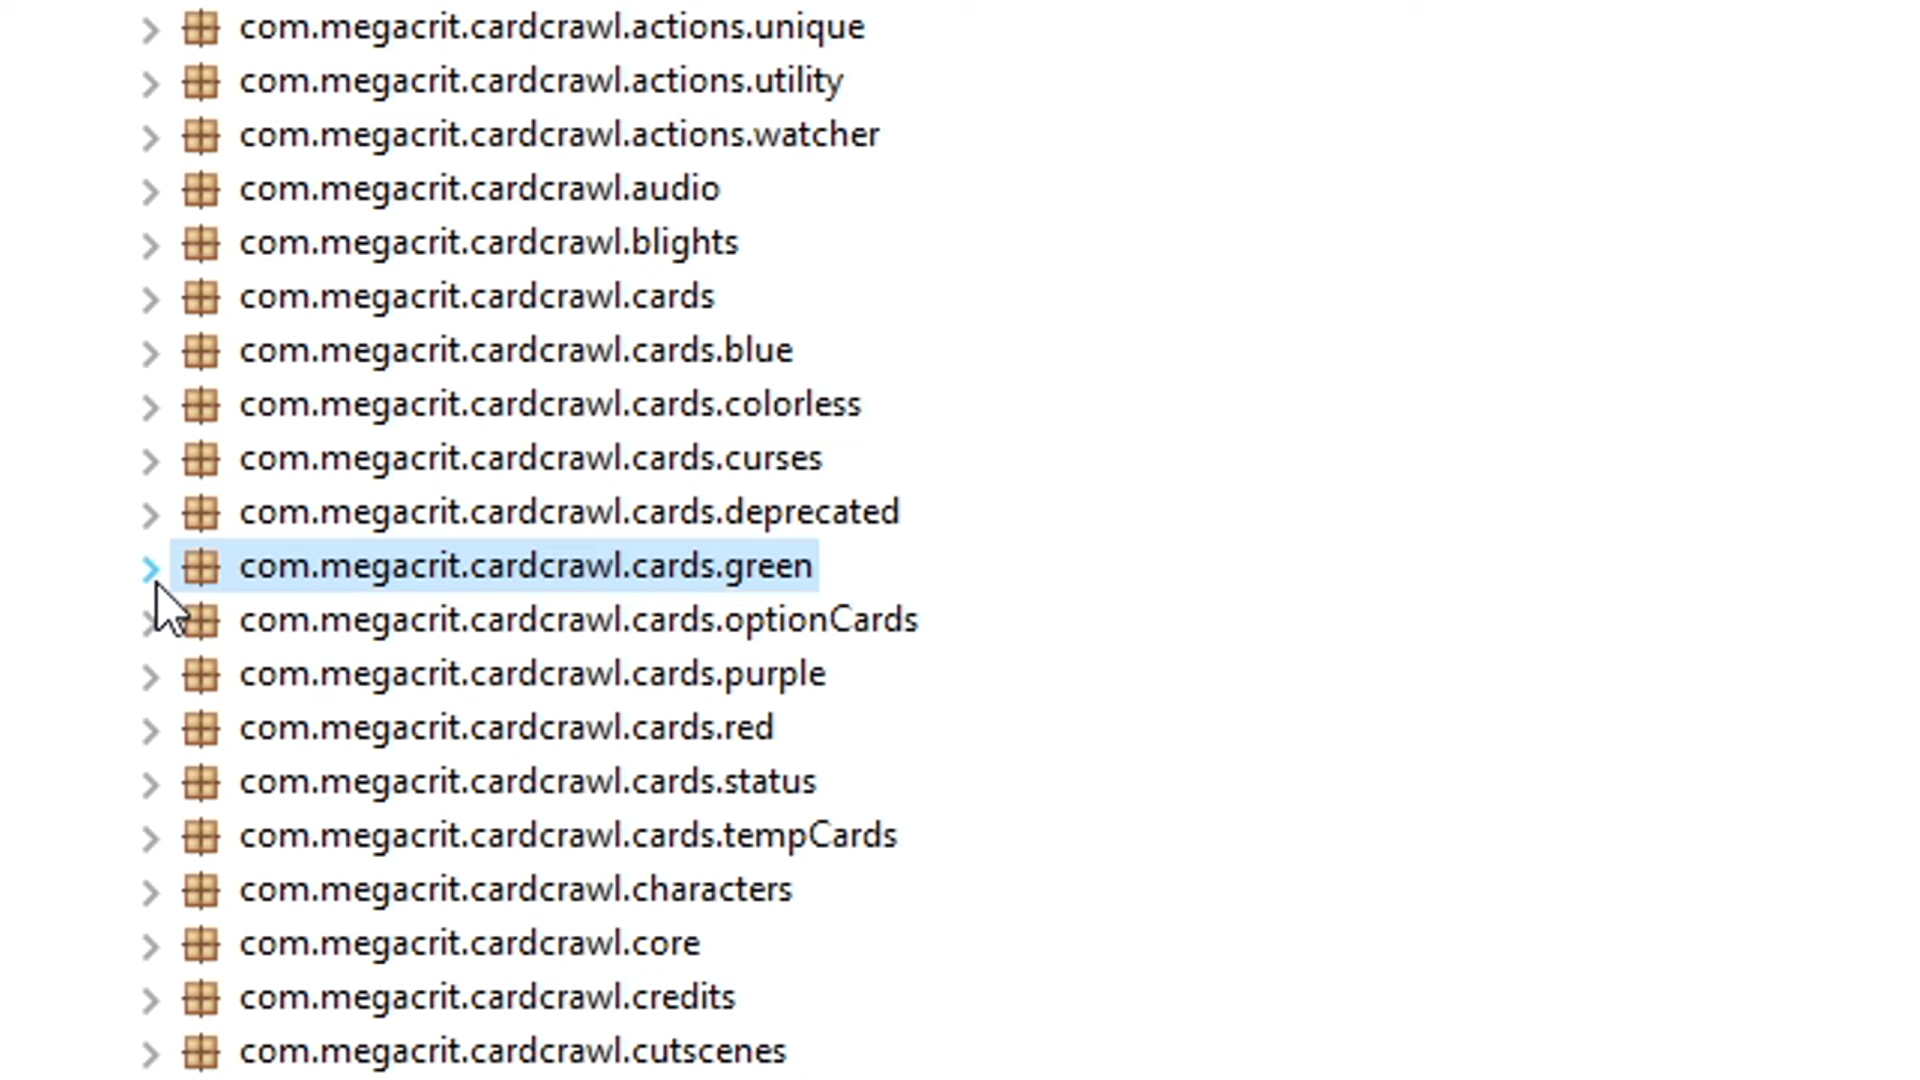 com.megacrit.cardcrawl.actions.unique
com.megacrit.cardcrawl.actions.utility
com.megacrit.cardcrawl.actions.watcher
com.megacrit.cardcrawl.audio
com.megacrit.cardcrawl.blights
com.megacrit.cardcrawl.cards
com.megacrit.cardcrawl.cards.blue
com.megacrit.cardcrawl.cards.colorless
com.megacrit.cardcrawl.cards.curses
com.megacrit.cardcrawl.cards.deprecated
com.megacrit.cardcrawl.cards.green
com.megacrit.cardcrawl.cards.optionCards
com.megacrit.cardcrawl.cards.purple
com.megacrit.cardcrawl.cards.red
com.megacrit.cardcrawl.cards.status
com.megacrit.cardcrawl.cards.tempCards
com.megacrit.cardcrawl.characters
com.megacrit.cardcrawl.core
com.megacrit.cardcrawl.credits
com.megacrit.cardcrawl.cutscenes